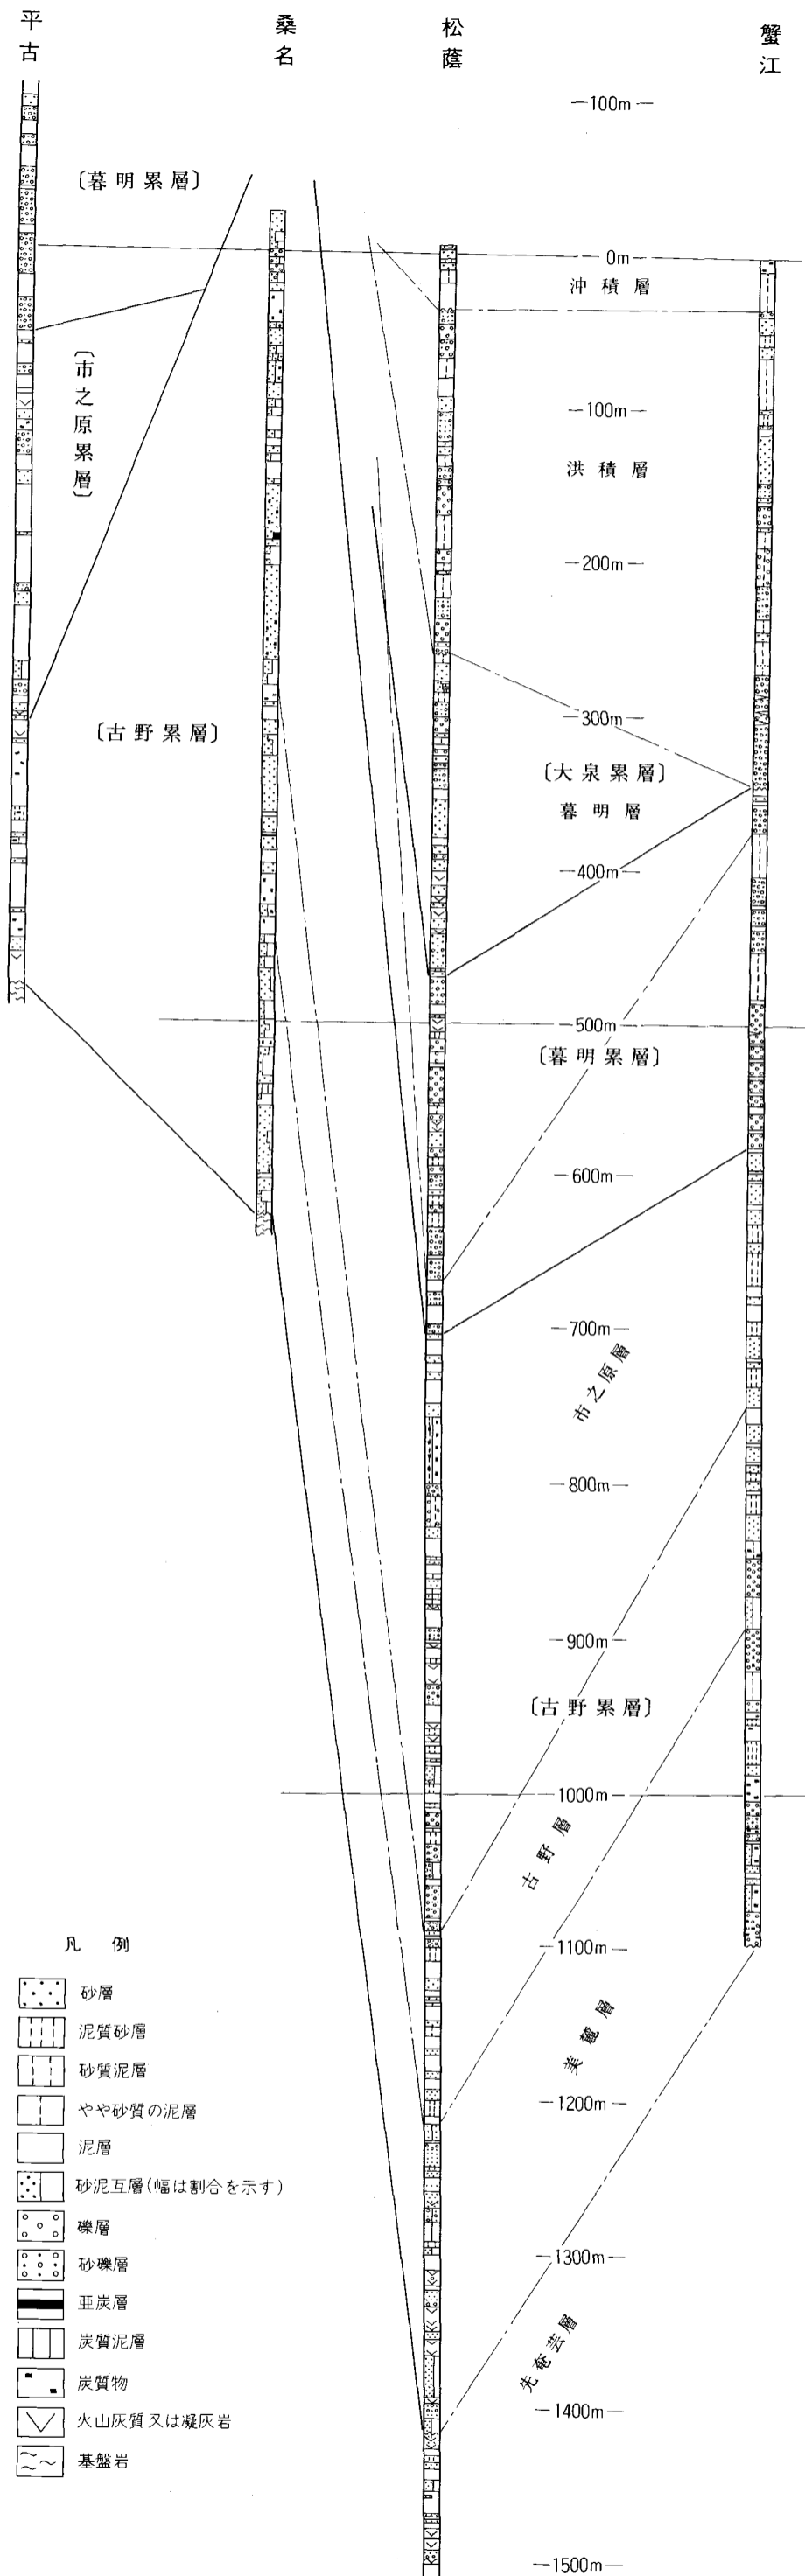 平古
桑名
松蔭
蟹江
—100m—
〔暮明累層〕
0m
沖積層
〔市之原累層〕
—100m—
洪積層
—200m—
—300m—
〔古野累層〕
〔大泉累層〕
暮明層
—400m—
—500m—
〔暮明累層〕
—600m—
—700m—
市之原層
—800m—
—900m—
〔古野累層〕
1000m
古野層
—1100m—
美麓層
—1200m—
—1300m—
先奄芸層
—1400m—
—1500m—
凡例
砂層
泥質砂層
砂質泥層
やや砂質の泥層
泥層
砂泥互層(幅は割合を示す)
礫層
砂礫層
亜炭層
炭質泥層
炭質物
火山灰質又は凝灰岩
基盤岩